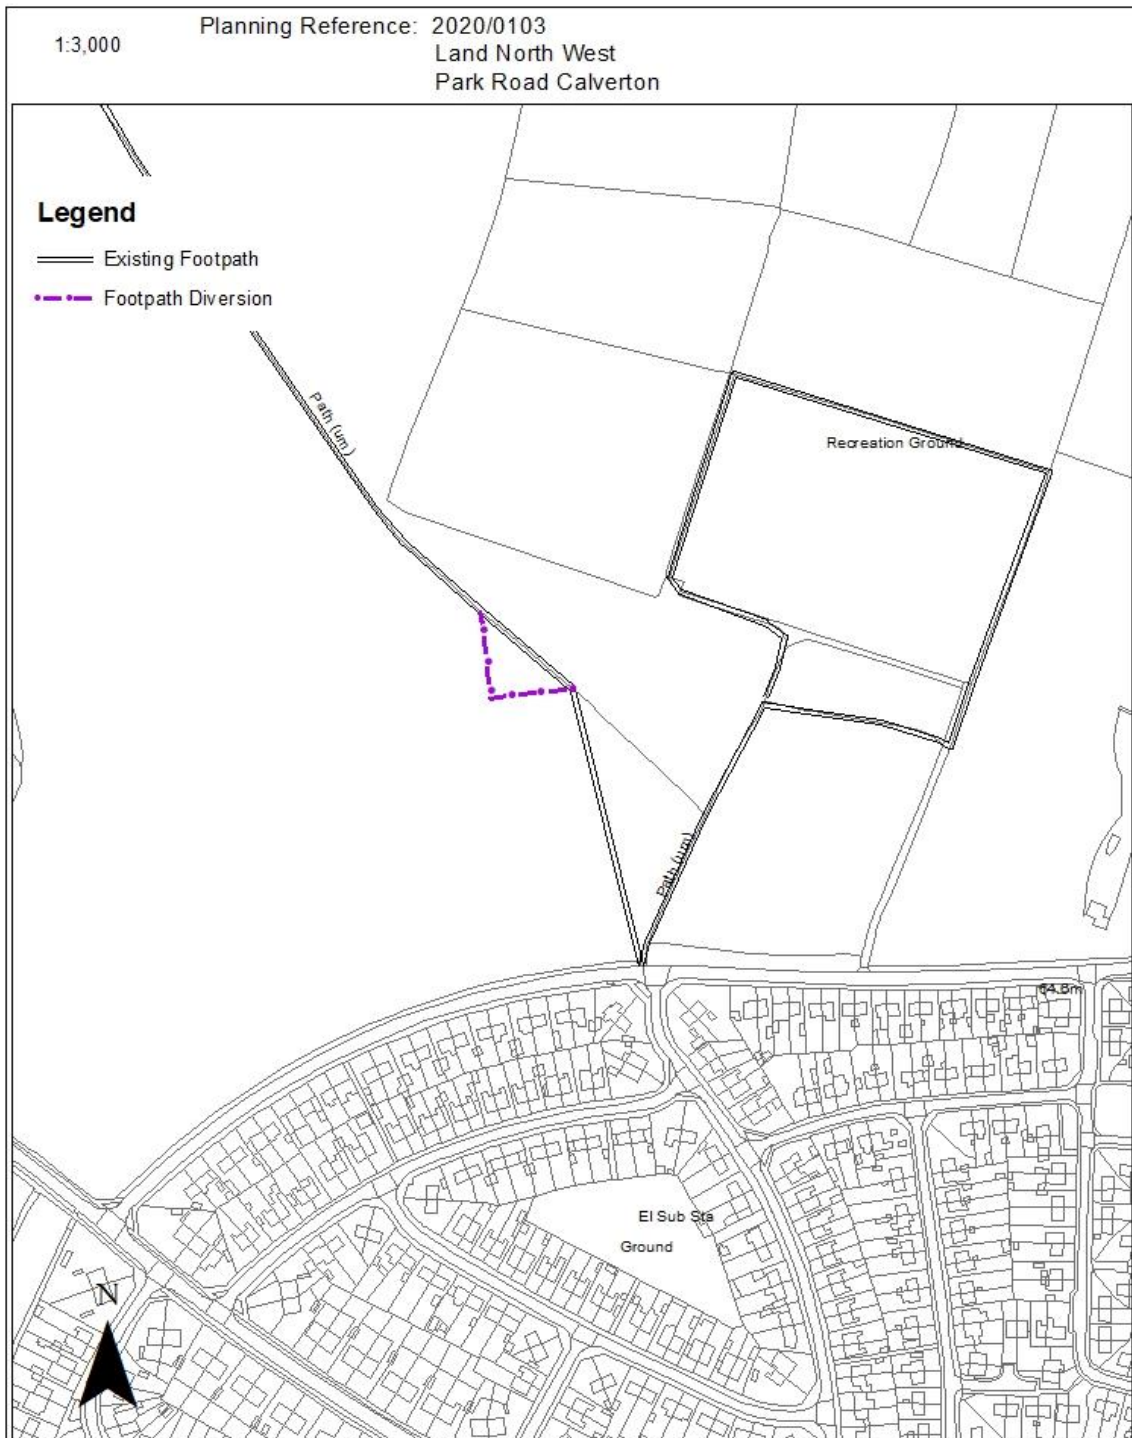 1:3,000
Planning Reference: 2020/0103
Land North West
Park Road Calverton
Legend
Existing Footpath
Footpath Diversion
Path (um)
Recreation Ground
Path (um)
64.8m
El Sub Sta
Ground
N